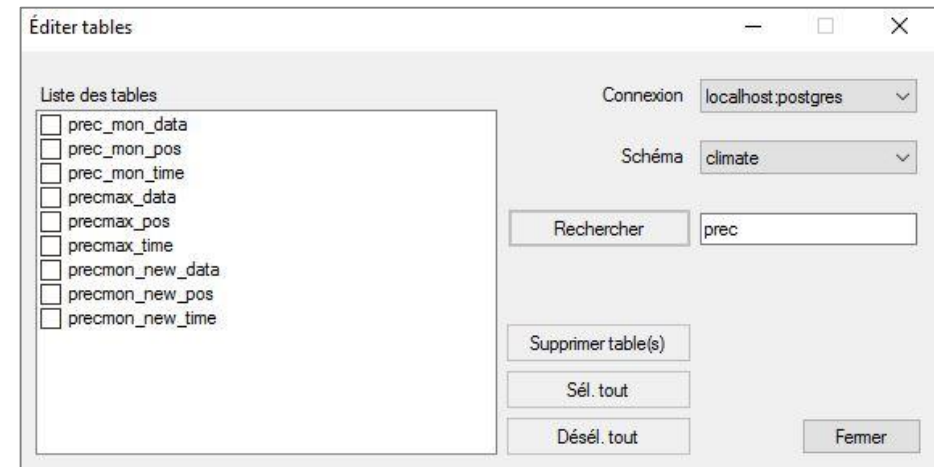 Éditer tables
Liste des tables
prec_mon_data
prec_mon_pos
prec_mon_time
precmax_data
precmax_pos
precmax_time
precmon_new_data
precmon_new_pos
precmon_new_time
Connexion localhost:postgres
Schéma climate
Rechercher prec
Supprimer table(s)
Sél. tout
Désél. tout
Fermer